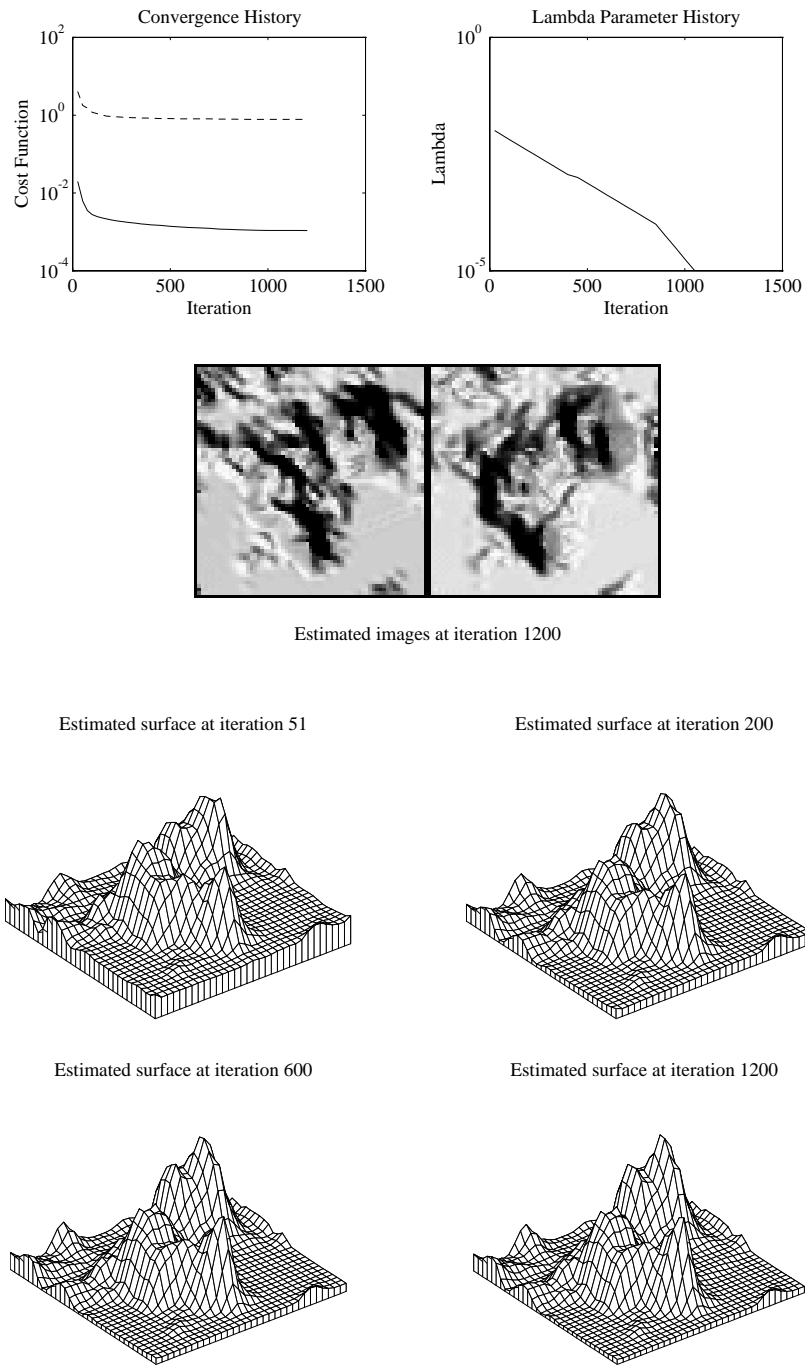 Convergence History
Lambda Parameter History
10^2
10^0
10^-2
10^-4
Cost Function
0
500
1000
1500
Iteration
10^0
10^-5
Lambda
0
500
1000
1500
Iteration
Estimated images at iteration 1200
Estimated surface at iteration 51
Estimated surface at iteration 200
Estimated surface at iteration 600
Estimated surface at iteration 1200